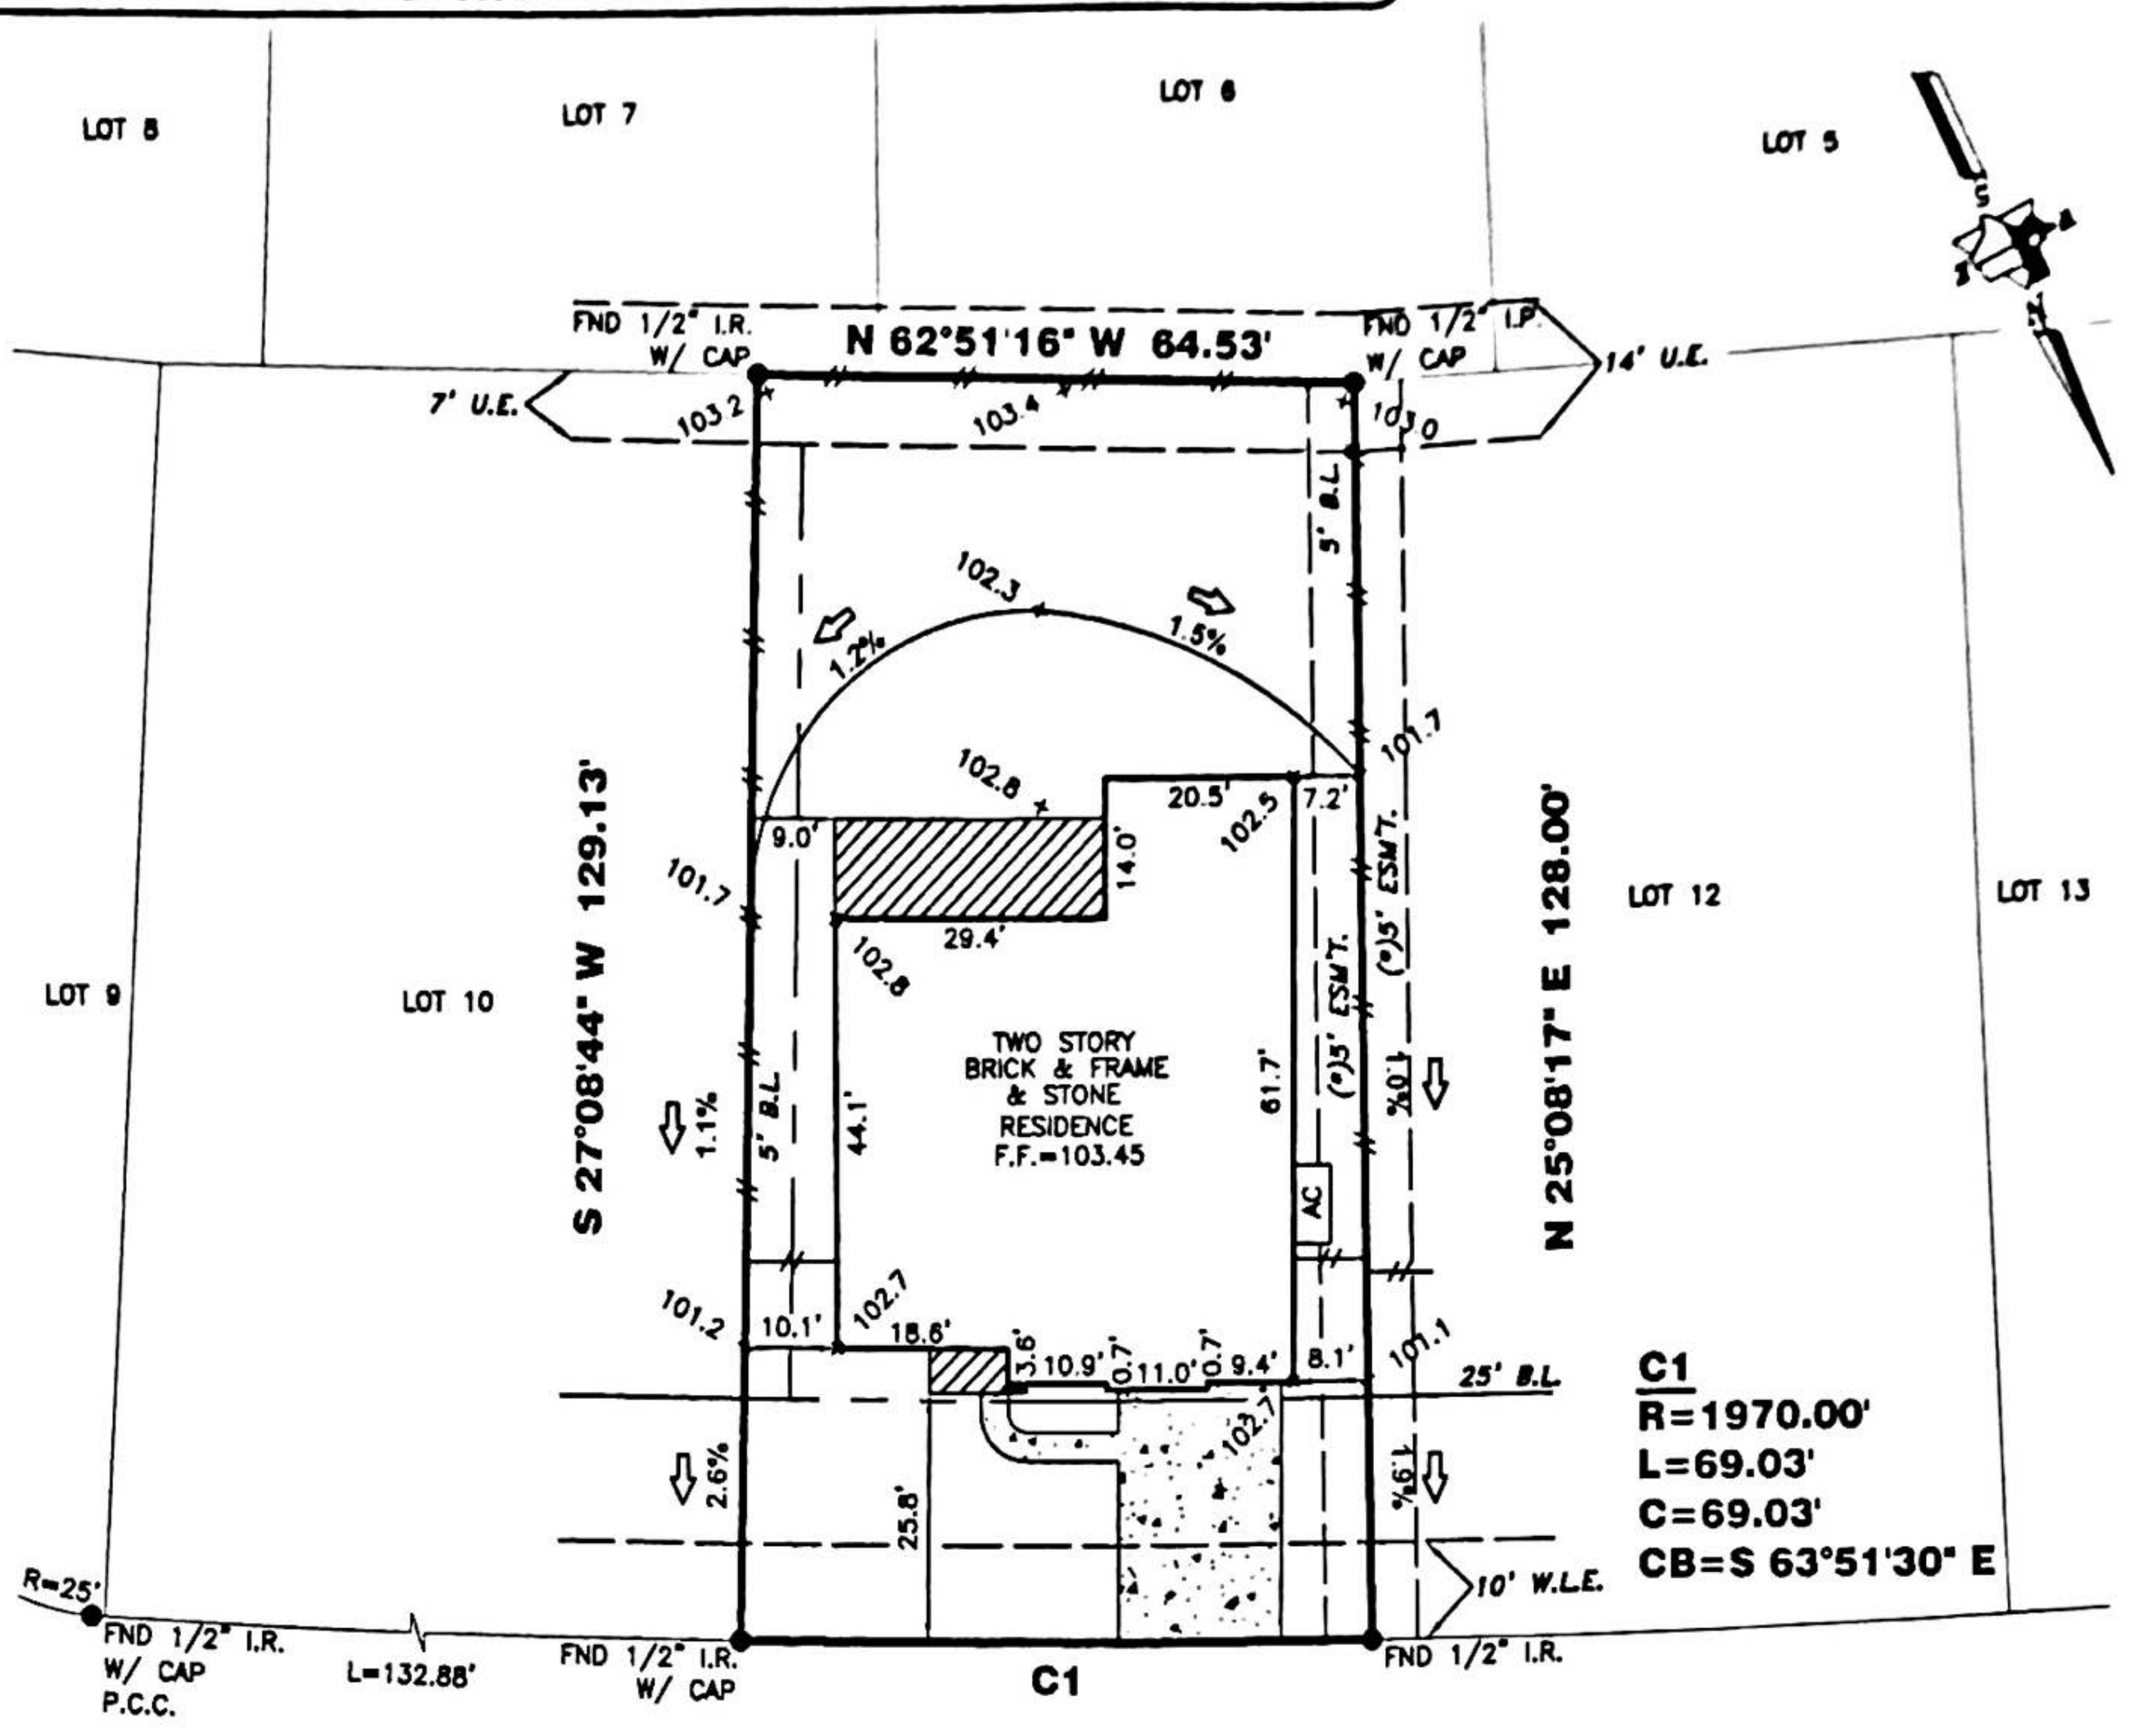 LOT 8
LOT 7
LOT 6
LOT 5
S
N
FND 1/2" I.R.
W/ CAP
N 62°51'16" W 64.53'
FND 1/2" I.P.
W/ CAP
14' U.E.
7' U.E.
103.2
103.4
103.0
5' B.L.
102.3
1.2%
1.5%
101.7
102.8
20.5'
102.5
7.2'
9.0'
14.0'
101.7
29.4'
102.8
S 27°08'44" W 129.13'
N 25°08'17" E 128.00'
(e)5' ESM'T.
(e)5' ESM'T.
LOT 12
LOT 13
LOT 9
LOT 10
TWO STORY
BRICK & FRAME
& STONE
RESIDENCE
F.F.=103.45
61.7'
44.1'
1.1%
5' B.L.
1.0%
AC
101.2
10.1'
102.7
18.6'
3.6'
10.9'
0.7'
11.0'
0.7'
9.4'
8.1'
101.1
25' B.L.
102.7
2.6%
25.8'
1.9%
10' W.L.E.
C1
R=1970.00'
L=69.03'
C=69.03'
CB=S 63°51'30" E
R=25'
FND 1/2" I.R.
W/ CAP
P.C.C.
L=132.88'
FND 1/2" I.R.
W/ CAP
C1
FND 1/2" I.R.